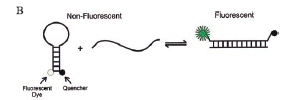 B
Non-Fluorescent
Fluorescent
+
Fluorescent
Dye
Quencher